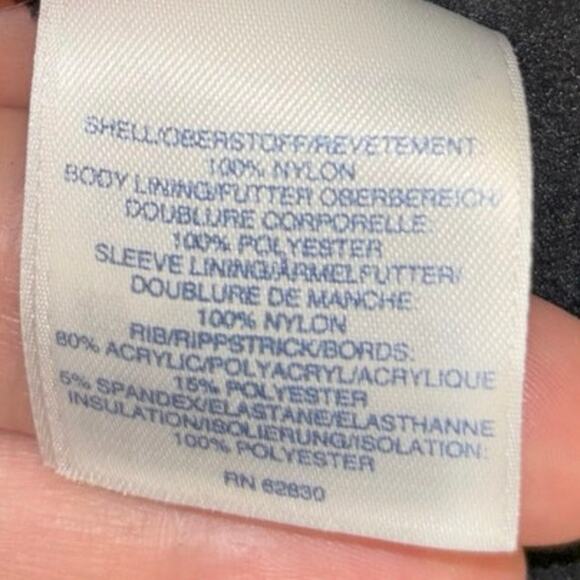 SHELL/OBERSTOFF/REVETEMENT:
100% NYLON
BODY LINING/FUTTER OBERBEREICH/
DOUBLURE CORPORELLE:
100% POLYESTER
SLEEVE LINING/ÄRMELFUTTER/
DOUBLURE DE MANCHE:
100% NYLON
RIB/RIPPSTRICK/BORDS:
80% ACRYLIC/POLYACRYL/ACRYLIQUE
15% POLYESTER
5% SPANDEX/ELASTANE/ELASTHANNE
INSULATION/ISOLIERUNG/ISOLATION:
100% POLYESTER
RN 62830